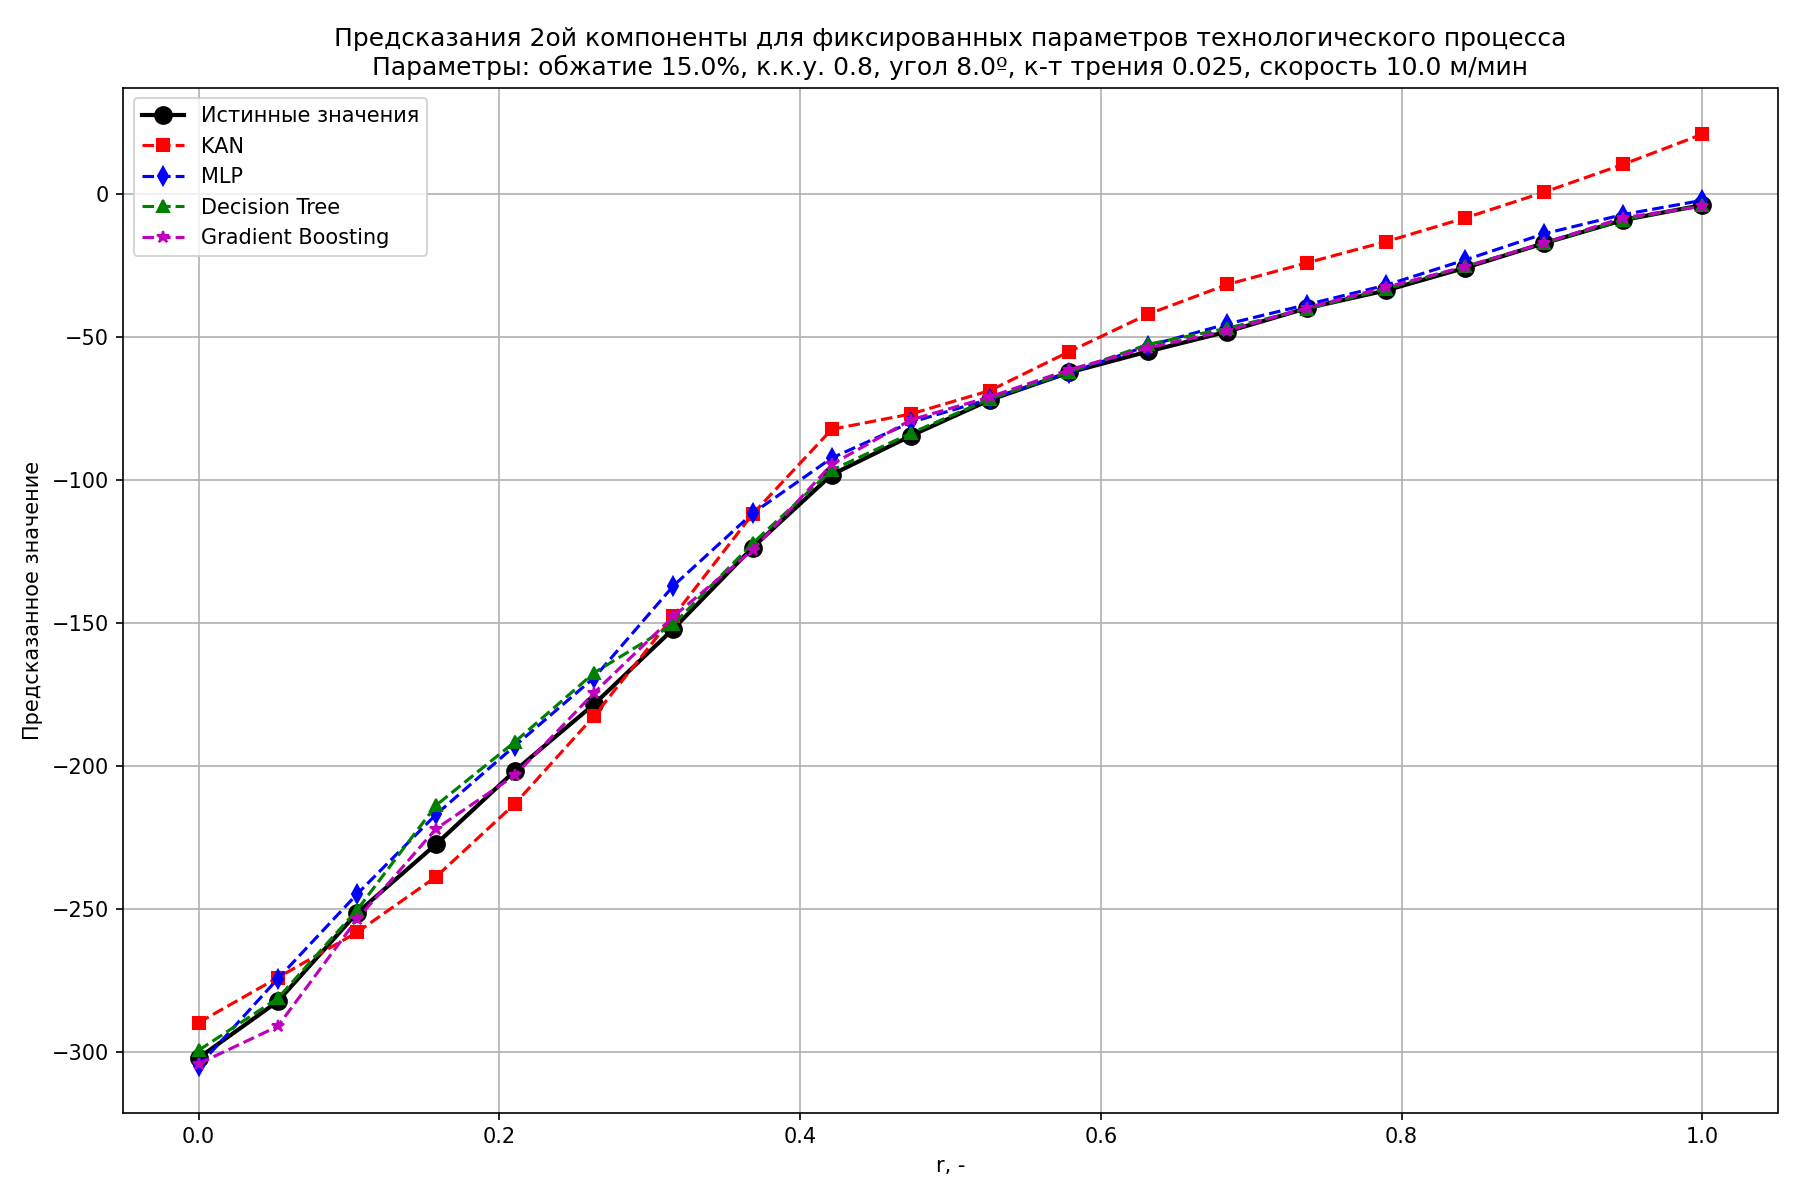 Предсказания 2ой компоненты для фиксированных параметров технологического процесса
Параметры: обжатие 15.0%, к.к.у. 0.8, угол 8.0º, к-т трения 0.025, скорость 10.0 м/мин
Истинные значения
KAN
MLP
Decision Tree
Gradient Boosting
Предсказанное значение
0
−50
−100
−150
−200
−250
−300
0.0
0.2
0.4
0.6
0.8
1.0
r, -